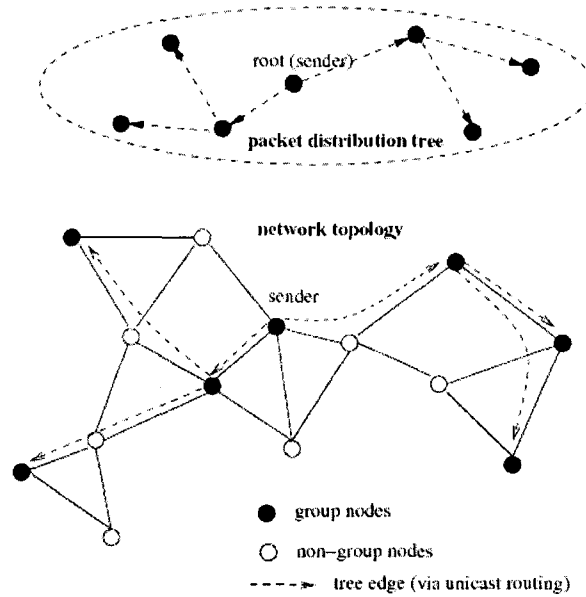 root (sender)
packet distribution tree
network topology
sender
group nodes
non-group nodes
tree edge (via unicast routing)